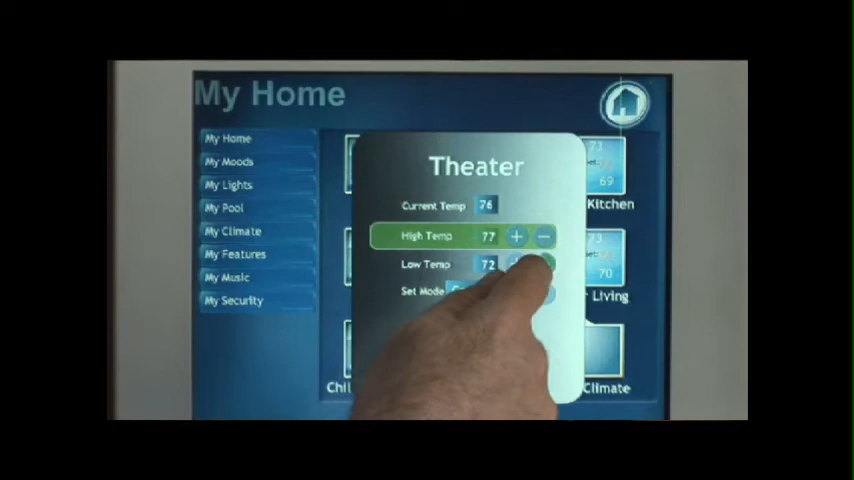 My Home
My Home
My Moods
My Lights
My Pool
My Climate
My Features
My Music
My Security
Theater
Current Temp 76
High Temp 77 + −
Low Temp 72
Set Mode
73
69
Kitchen
73
70
Living
Climate